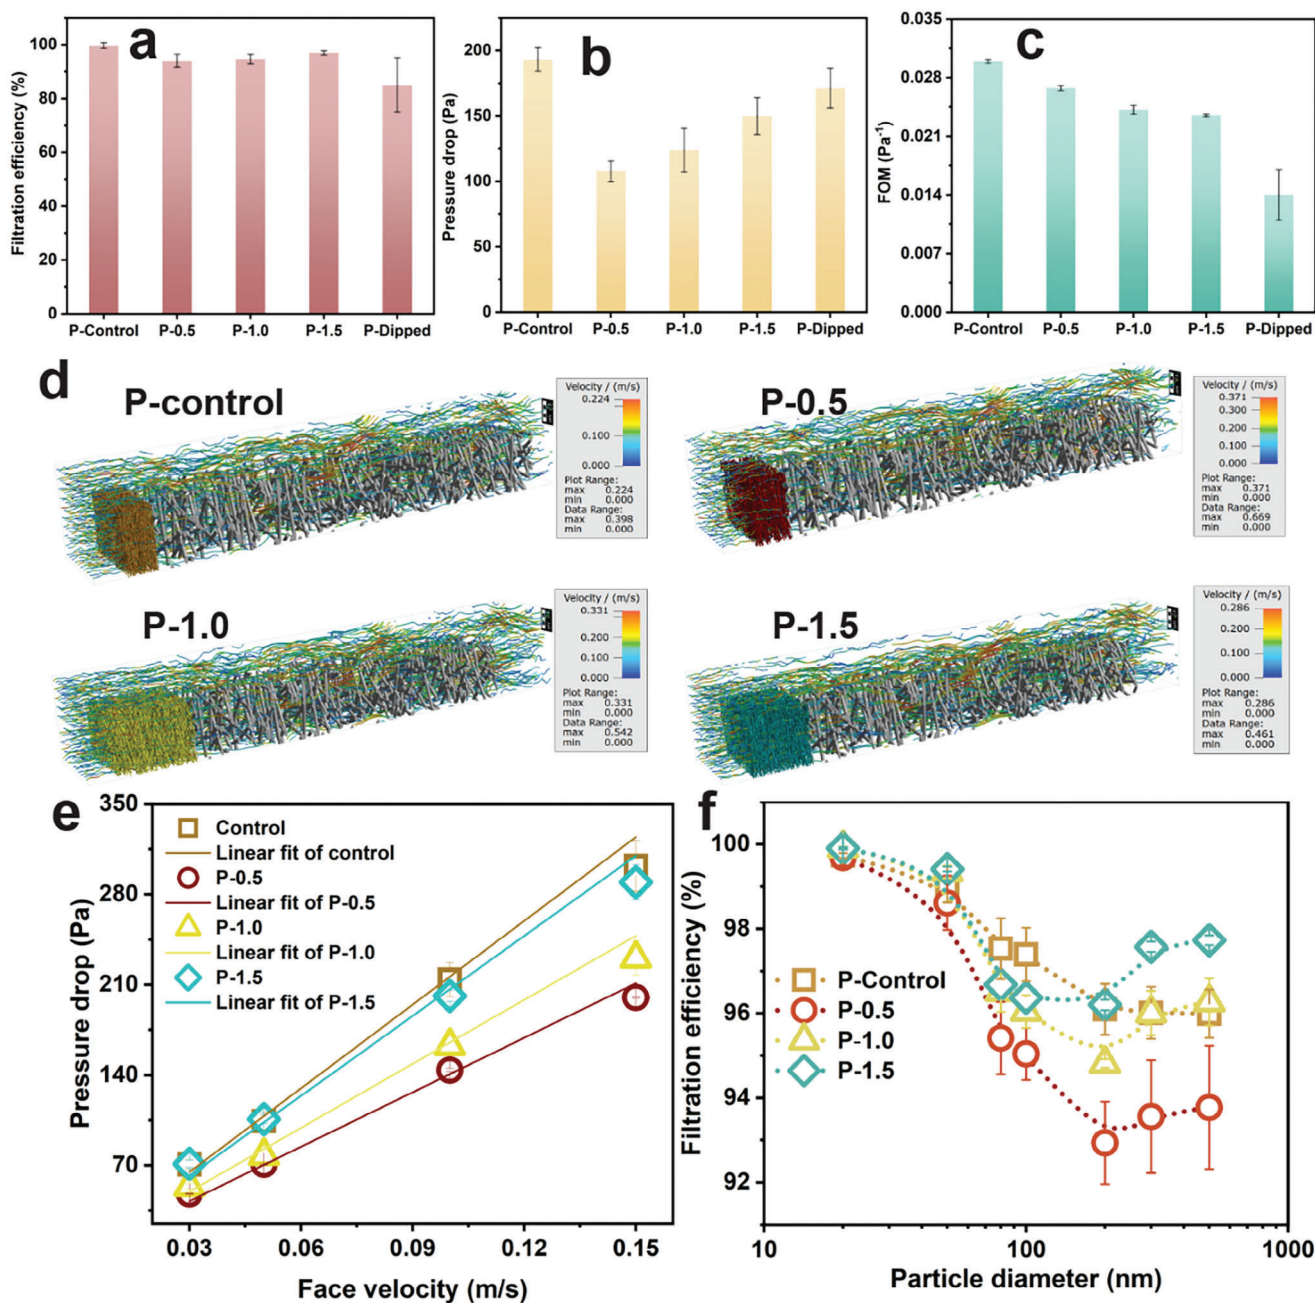 a
Filtration efficiency (%)
100
80
60
40
20
0
P-Control P-0.5 P-1.0 P-1.5 P-Dipped
b
Pressure drop (Pa)
200
150
100
50
0
P-Control P-0.5 P-1.0 P-1.5 P-Dipped
c
FOM (Pa⁻¹)
0.035
0.028
0.021
0.014
0.007
0.000
P-Control P-0.5 P-1.0 P-1.5 P-Dipped
d
P-control
Velocity / (m/s)
0.224
0.100
0.000
Plot Range:
max 0.224
min 0.000
Data Range:
max 0.398
min 0.000
P-0.5
Velocity / (m/s)
0.371
0.300
0.200
0.100
0.000
Plot Range:
max 0.371
min 0.000
Data Range:
max 0.669
min 0.000
P-1.0
Velocity / (m/s)
0.331
0.200
0.100
0.000
Plot Range:
max 0.331
min 0.000
Data Range:
max 0.542
min 0.000
P-1.5
Velocity / (m/s)
0.286
0.200
0.100
0.000
Plot Range:
max 0.286
min 0.000
Data Range:
max 0.461
min 0.000
e
Pressure drop (Pa)
350
280
210
140
70
Control
Linear fit of control
P-0.5
Linear fit of P-0.5
P-1.0
Linear fit of P-1.0
P-1.5
Linear fit of P-1.5
0.03 0.06 0.09 0.12 0.15
Face velocity (m/s)
f
Filtration efficiency (%)
100
98
96
94
92
P-Control
P-0.5
P-1.0
P-1.5
10 100 1000
Particle diameter (nm)